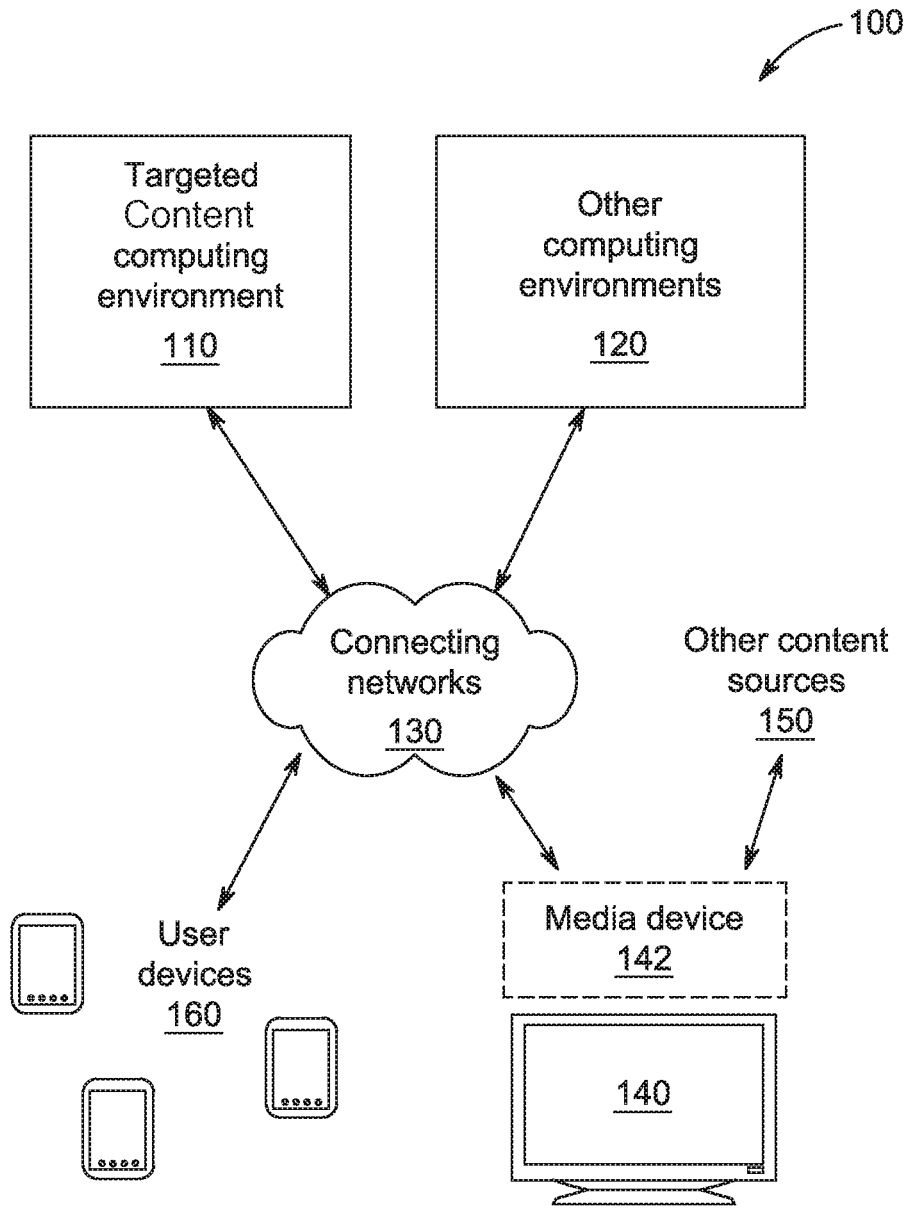 100
Targeted
Content
computing
environment
110
Other
computing
environments
120
Connecting
networks
130
Other content
sources
150
User
devices
160
Media device
142
140